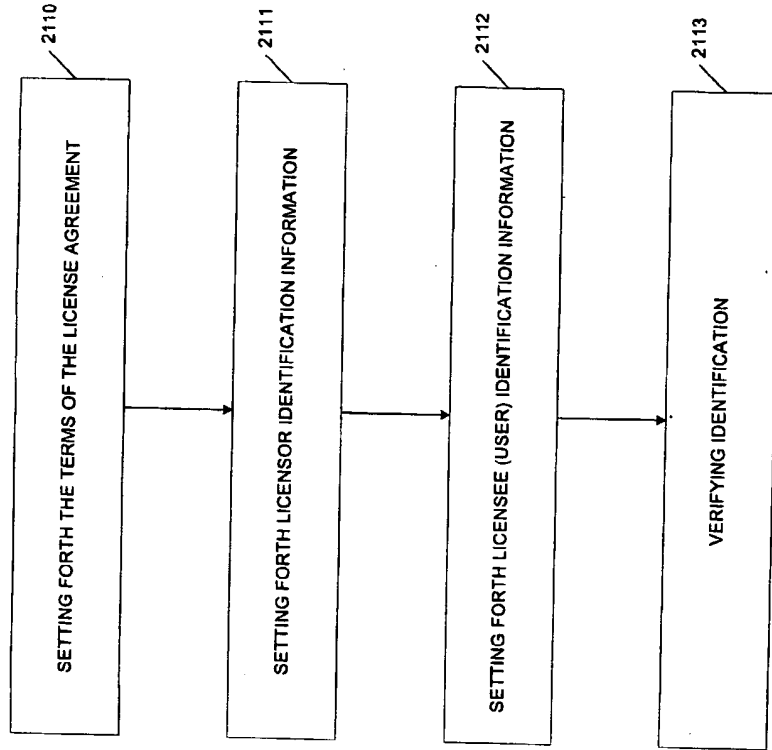 2110
SETTING FORTH THE TERMS OF THE LICENSE AGREEMENT
2111
SETTING FORTH LICENSOR IDENTIFICATION INFORMATION
2112
SETTING FORTH LICENSEE (USER) IDENTIFICATION INFORMATION
2113
VERIFYING IDENTIFICATION